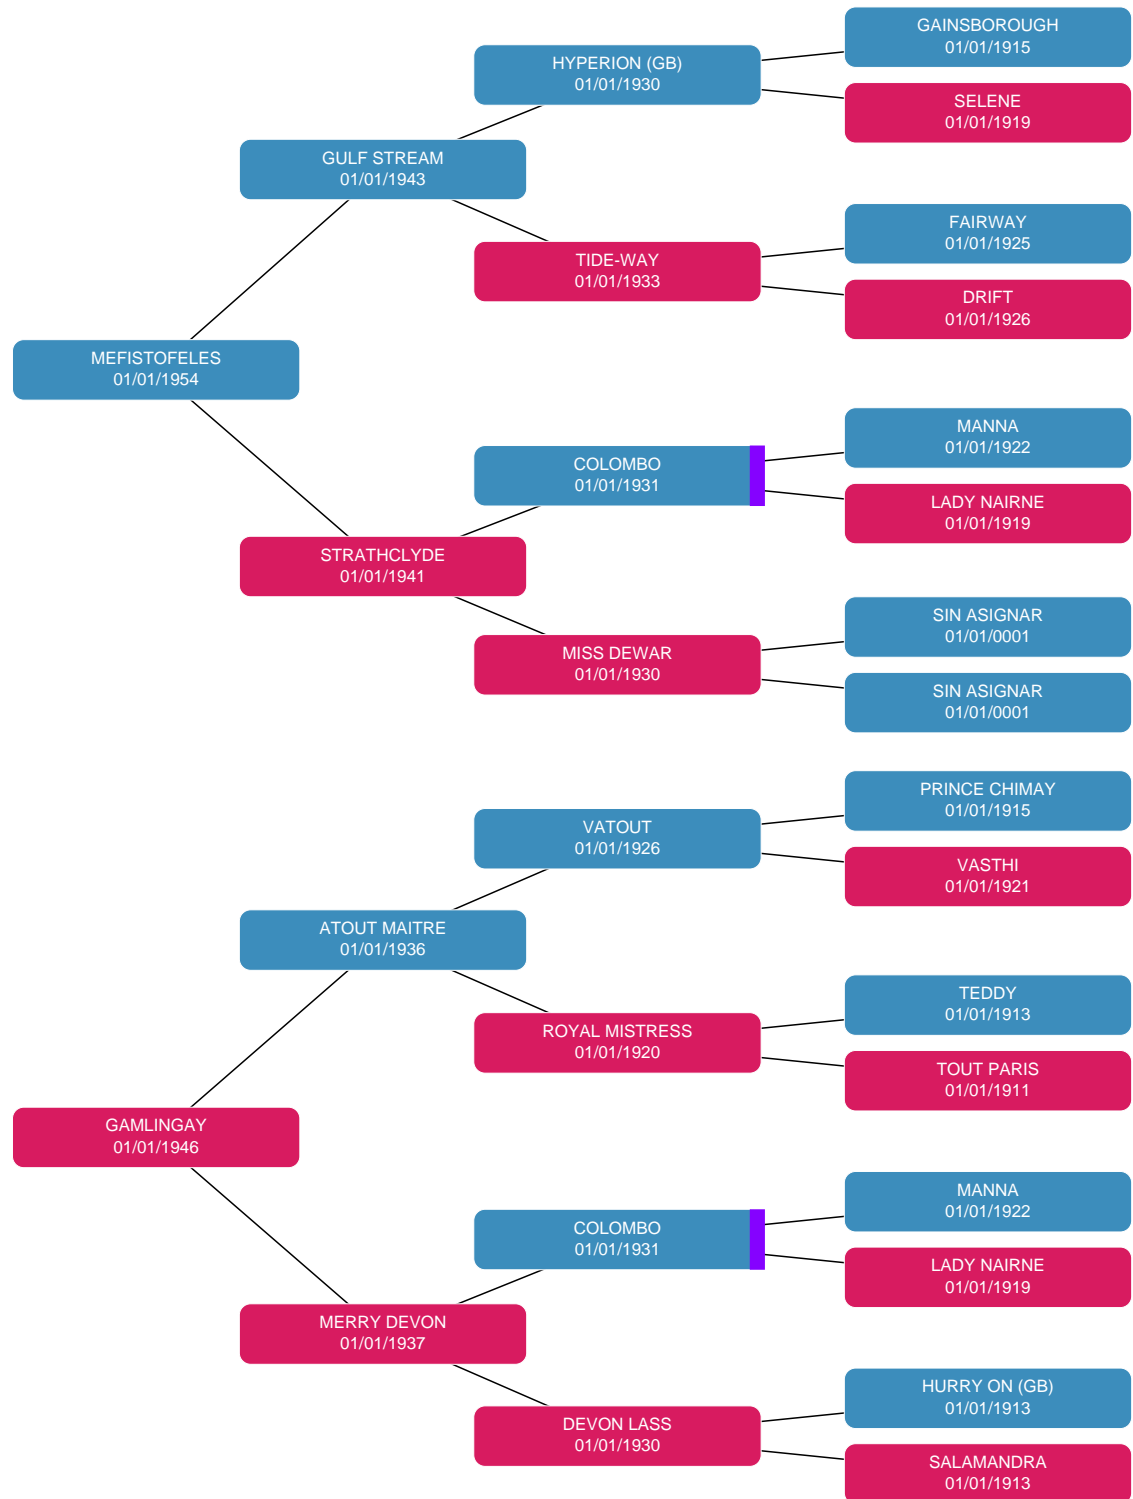 GAINSBOROUGH
01/01/1915
HYPERION (GB)
01/01/1930
SELENE
01/01/1919
GULF STREAM
01/01/1943
FAIRWAY
01/01/1925
TIDE-WAY
01/01/1933
DRIFT
01/01/1926
MEFISTOFELES
01/01/1954
MANNA
01/01/1922
COLOMBO
01/01/1931
LADY NAIRNE
01/01/1919
STRATHCLYDE
01/01/1941
SIN ASIGNAR
01/01/0001
MISS DEWAR
01/01/1930
SIN ASIGNAR
01/01/0001
PRINCE CHIMAY
01/01/1915
VATOUT
01/01/1926
VASTHI
01/01/1921
ATOUT MAITRE
01/01/1936
TEDDY
01/01/1913
ROYAL MISTRESS
01/01/1920
TOUT PARIS
01/01/1911
GAMLINGAY
01/01/1946
MANNA
01/01/1922
COLOMBO
01/01/1931
LADY NAIRNE
01/01/1919
MERRY DEVON
01/01/1937
HURRY ON (GB)
01/01/1913
DEVON LASS
01/01/1930
SALAMANDRA
01/01/1913